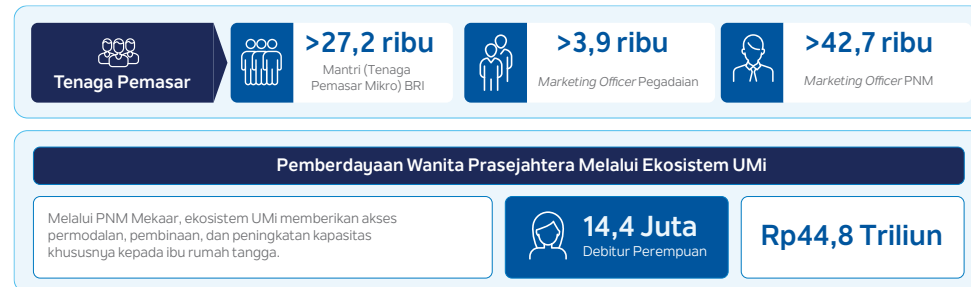 Tenaga Pemasar
>27,2 ribu
Mantri (Tenaga
Pemasar Mikro) BRI
>3,9 ribu
Marketing Officer Pegadaian
>42,7 ribu
Marketing Officer PNM
Pemberdayaan Wanita Prasejahtera Melalui Ekosistem UMi
Melalui PNM Mekaar, ekosistem UMi memberikan akses
permodalan, pembinaan, dan peningkatan kapasitas
khususnya kepada ibu rumah tangga.
14,4 Juta
Debitur Perempuan
Rp44,8 Triliun